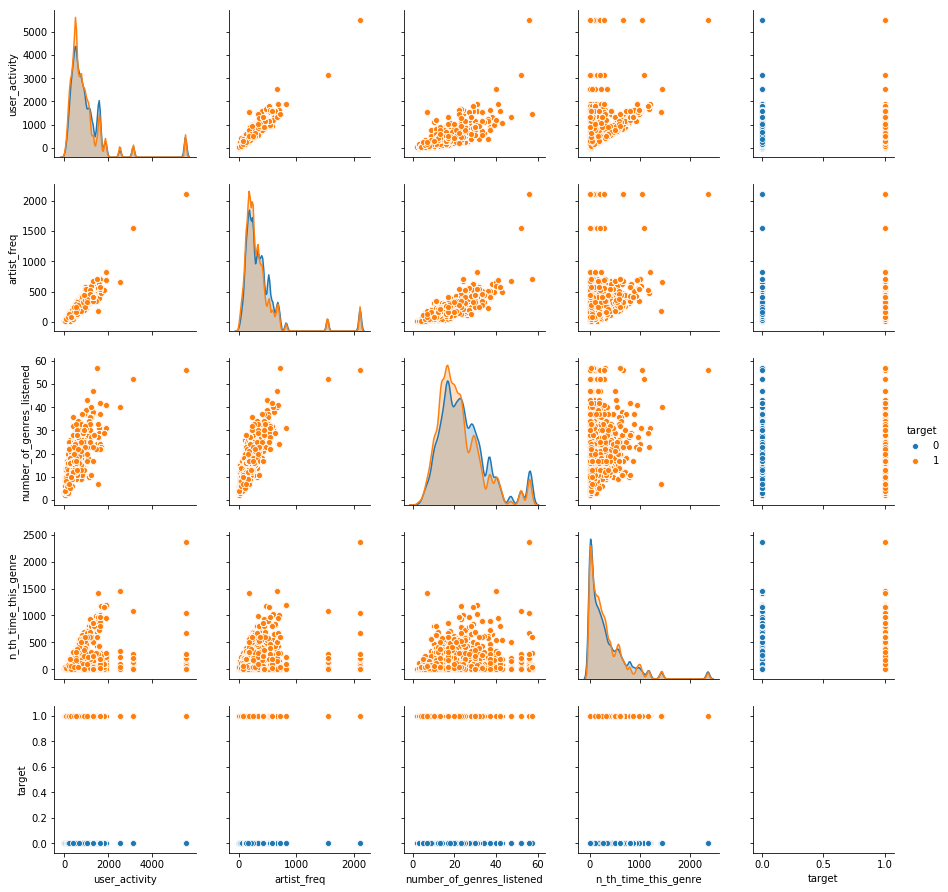 5000
4000
3000
2000
1000
0
user_activity
2000
1500
1000
500
0
artist_freq
60
50
40
30
20
10
0
number_of_genres_listened
target
0
1
2500
2000
1500
1000
500
0
n_th_time_this_genre
1.0
0.8
0.6
0.4
0.2
0.0
target
0 2000 4000
0 1000 2000
0 20 40 60
0 1000 2000
0.0 0.5 1.0
user_activity
artist_freq
number_of_genres_listened
n_th_time_this_genre
target